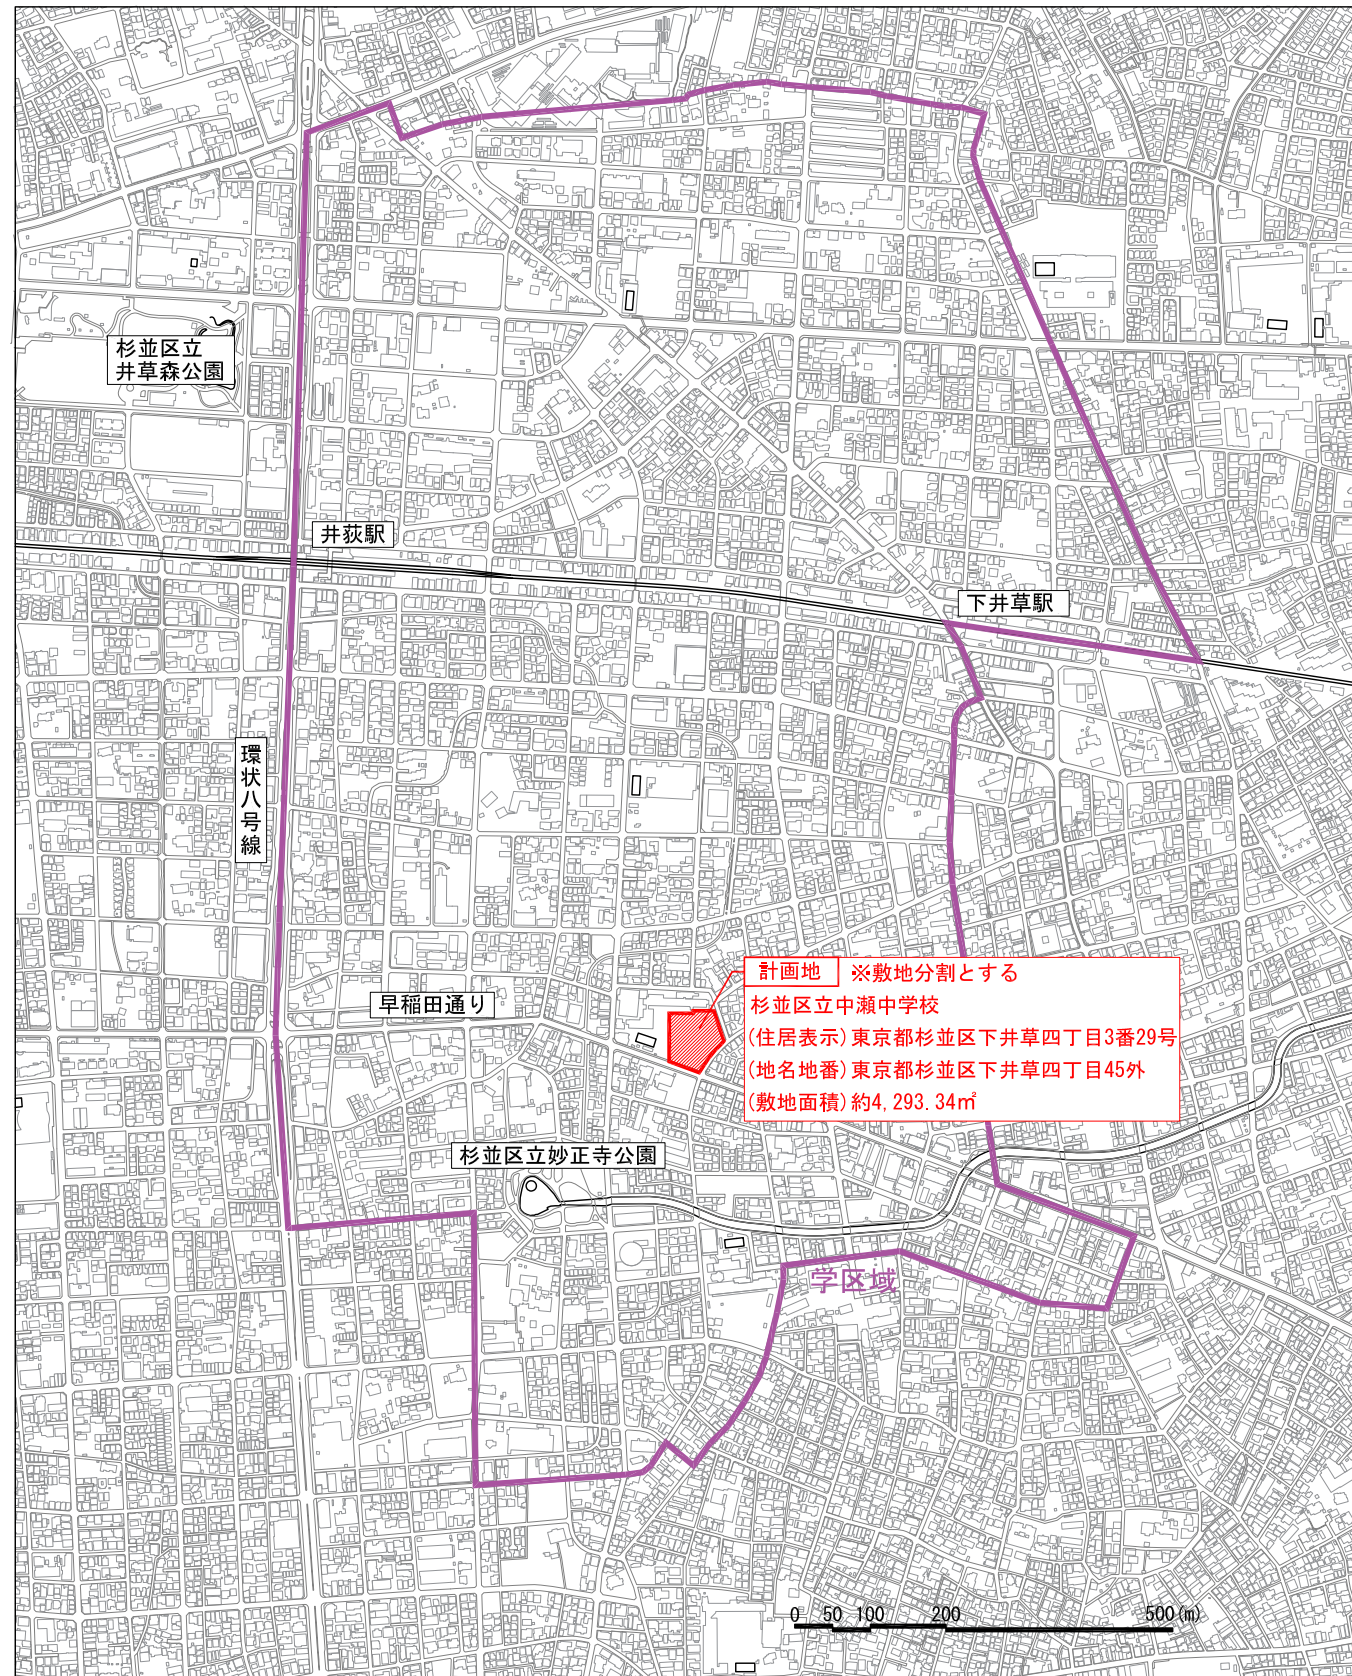 杉並区立
井草森公園
井荻駅
下井草駅
環状八号線
計画地 ※敷地分割とする
杉並区立中瀬中学校
(住居表示)東京都杉並区下井草四丁目3番29号
(地名地番)東京都杉並区下井草四丁目45外
(敷地面積)約4,293.34㎡
早稲田通り
杉並区立妙正寺公園
学区域
0 50 100 200 500(m)